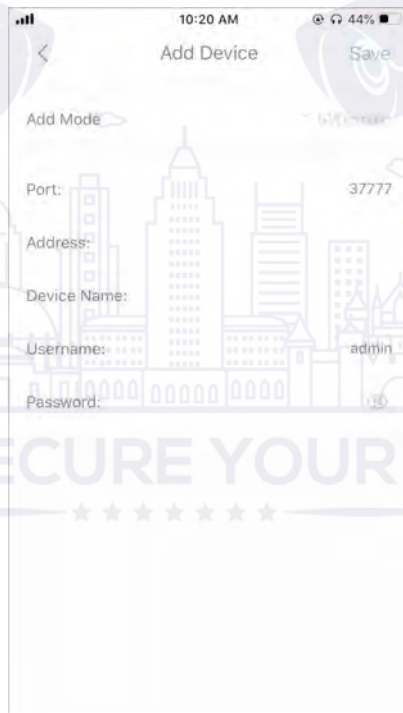 10:20 AM 44%
Add Device Save
Add Mode
Port: 37777
Address:
Device Name:
Username: admin
Password:
ECURE YOUR